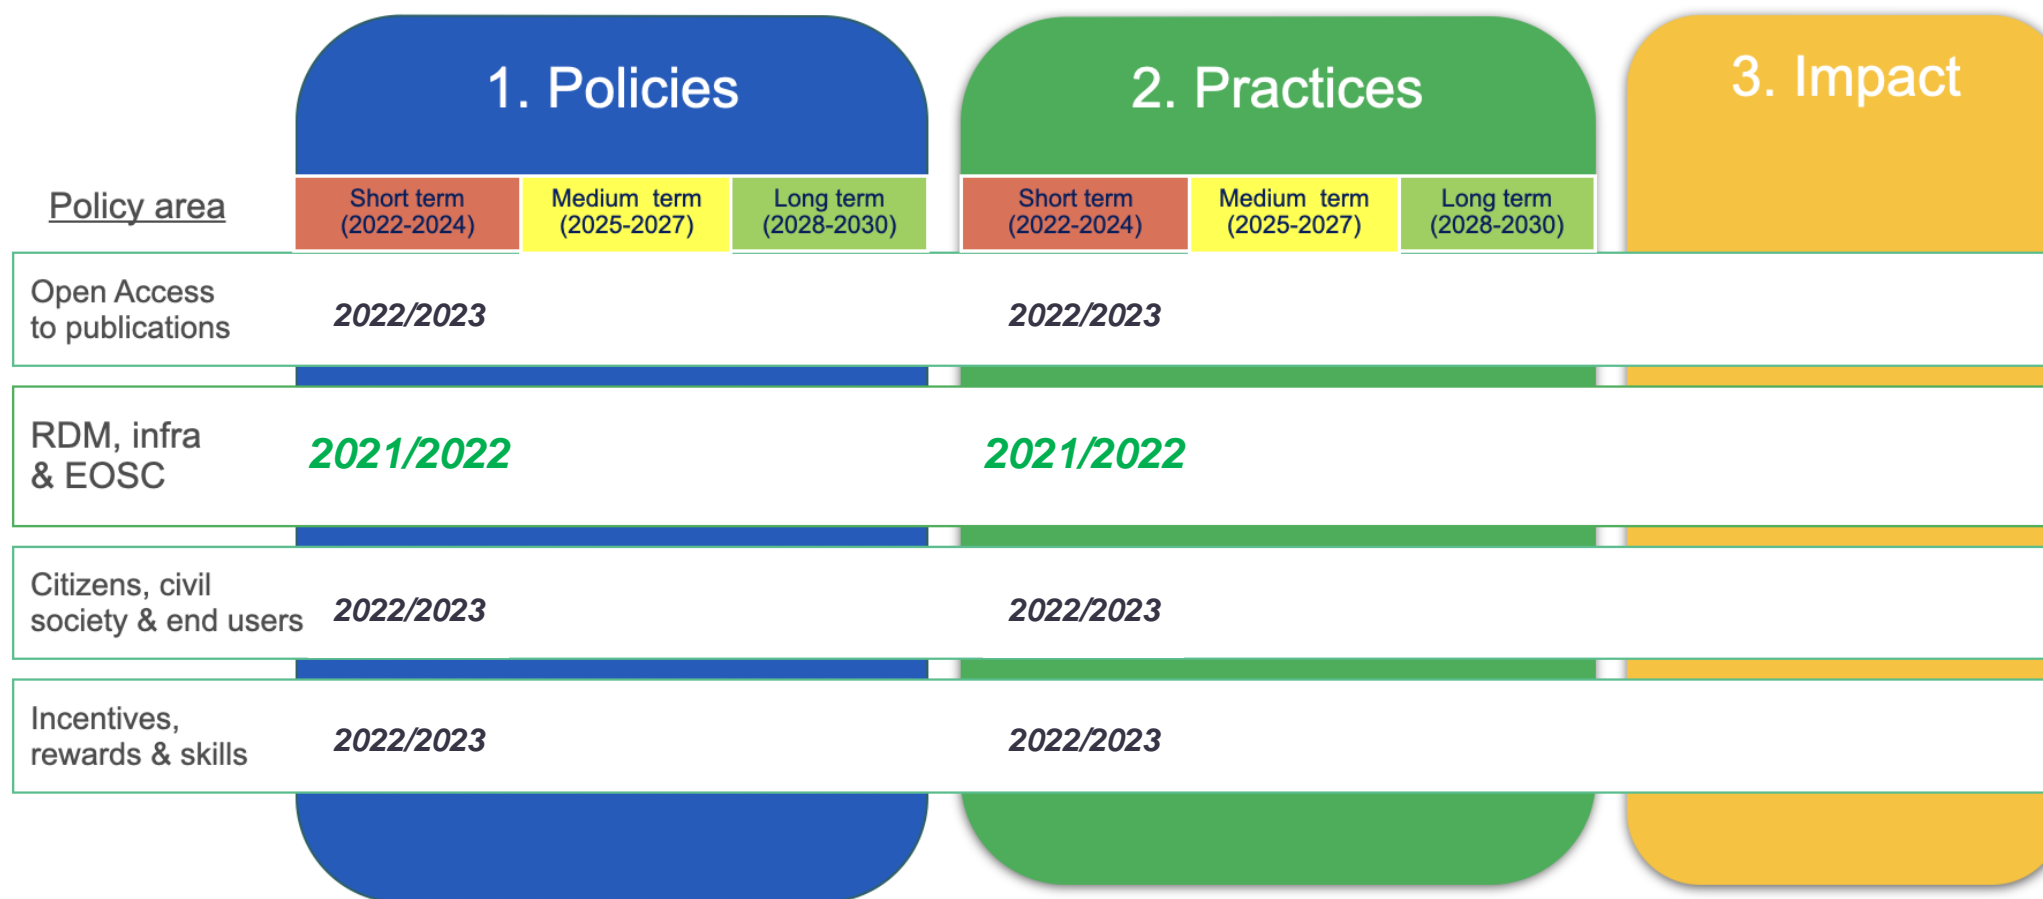 1. Policies
2. Practices
3. Impact
Policy area
Short term
(2022-2024)
Medium term
(2025-2027)
Long term
(2028-2030)
Short term
(2022-2024)
Medium term
(2025-2027)
Long term
(2028-2030)
Open Access
to publications
2022/2023
2022/2023
RDM, infra
& EOSC
2021/2022
2021/2022
Citizens, civil
society & end users
2022/2023
2022/2023
Incentives,
rewards & skills
2022/2023
2022/2023